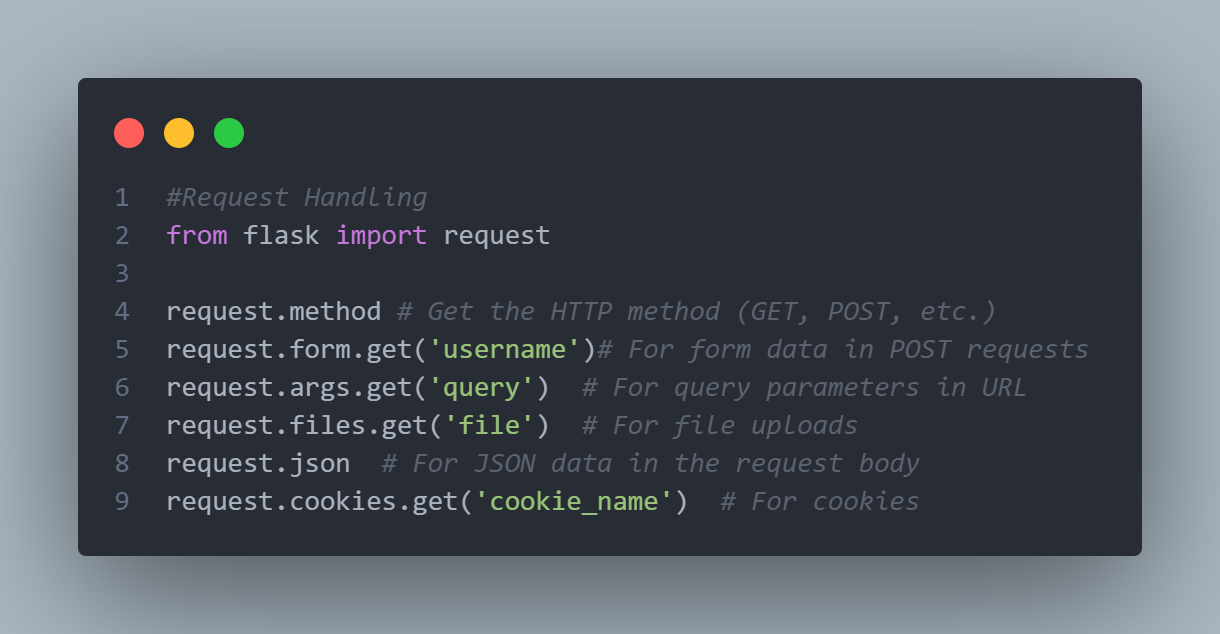 1 #Request Handling
2 from flask import request
3
4 request.method # Get the HTTP method (GET, POST, etc.)
5 request.form.get('username')# For form data in POST requests
6 request.args.get('query')  # For query parameters in URL
7 request.files.get('file')  # For file uploads
8 request.json  # For JSON data in the request body
9 request.cookies.get('cookie_name')  # For cookies